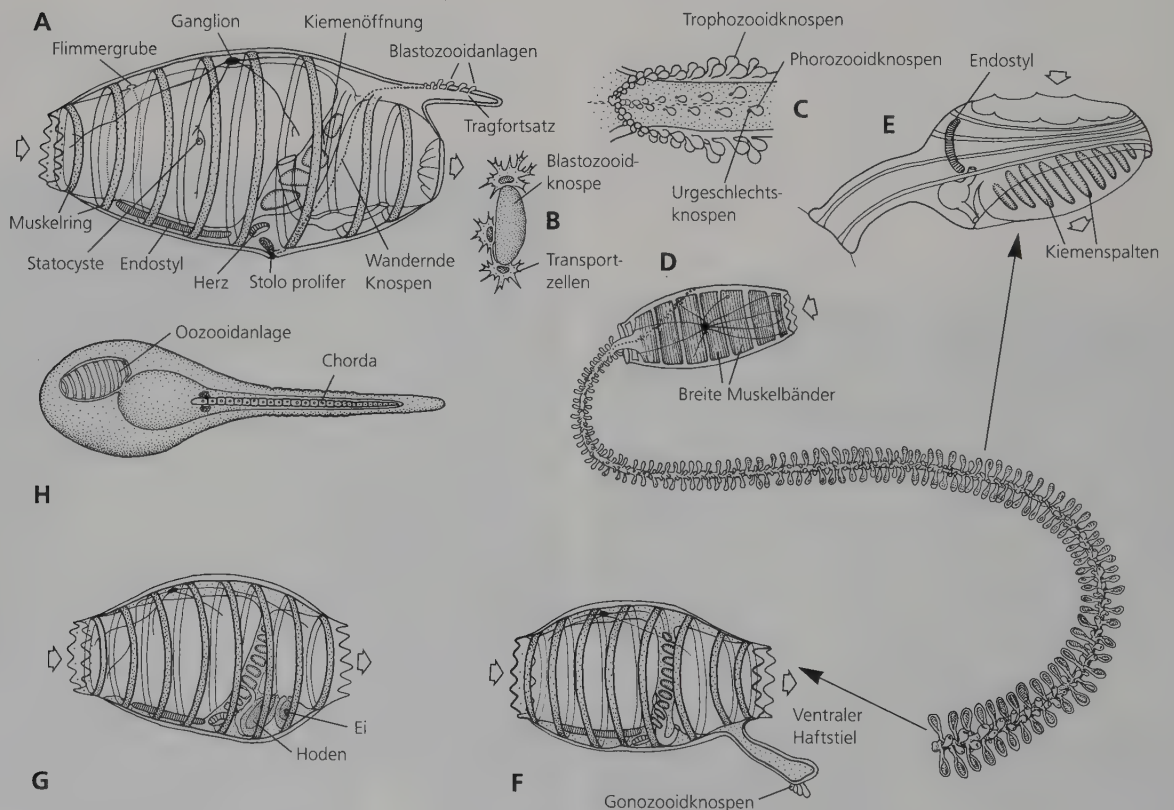 A
Ganglion
Kiemenöffnung
Flimmergrube
Blastozooidanlagen
Tragfortsatz
Muskelring
Statocyste
Endostyl
Herz
Stolo prolifer
Wandernde
Knospen
Blastozooid-
knospe
B
Transport-
zellen
Trophozooidknospen
Phorozooidknospen
C
Urgeschlechts-
knospen
Endostyl
E
Kiemenspalten
D
Breite Muskelbänder
Oozooidanlage
Chorda
H
Ei
Hoden
G
Ventraler
Haftstiel
F
Gonozooidknospen